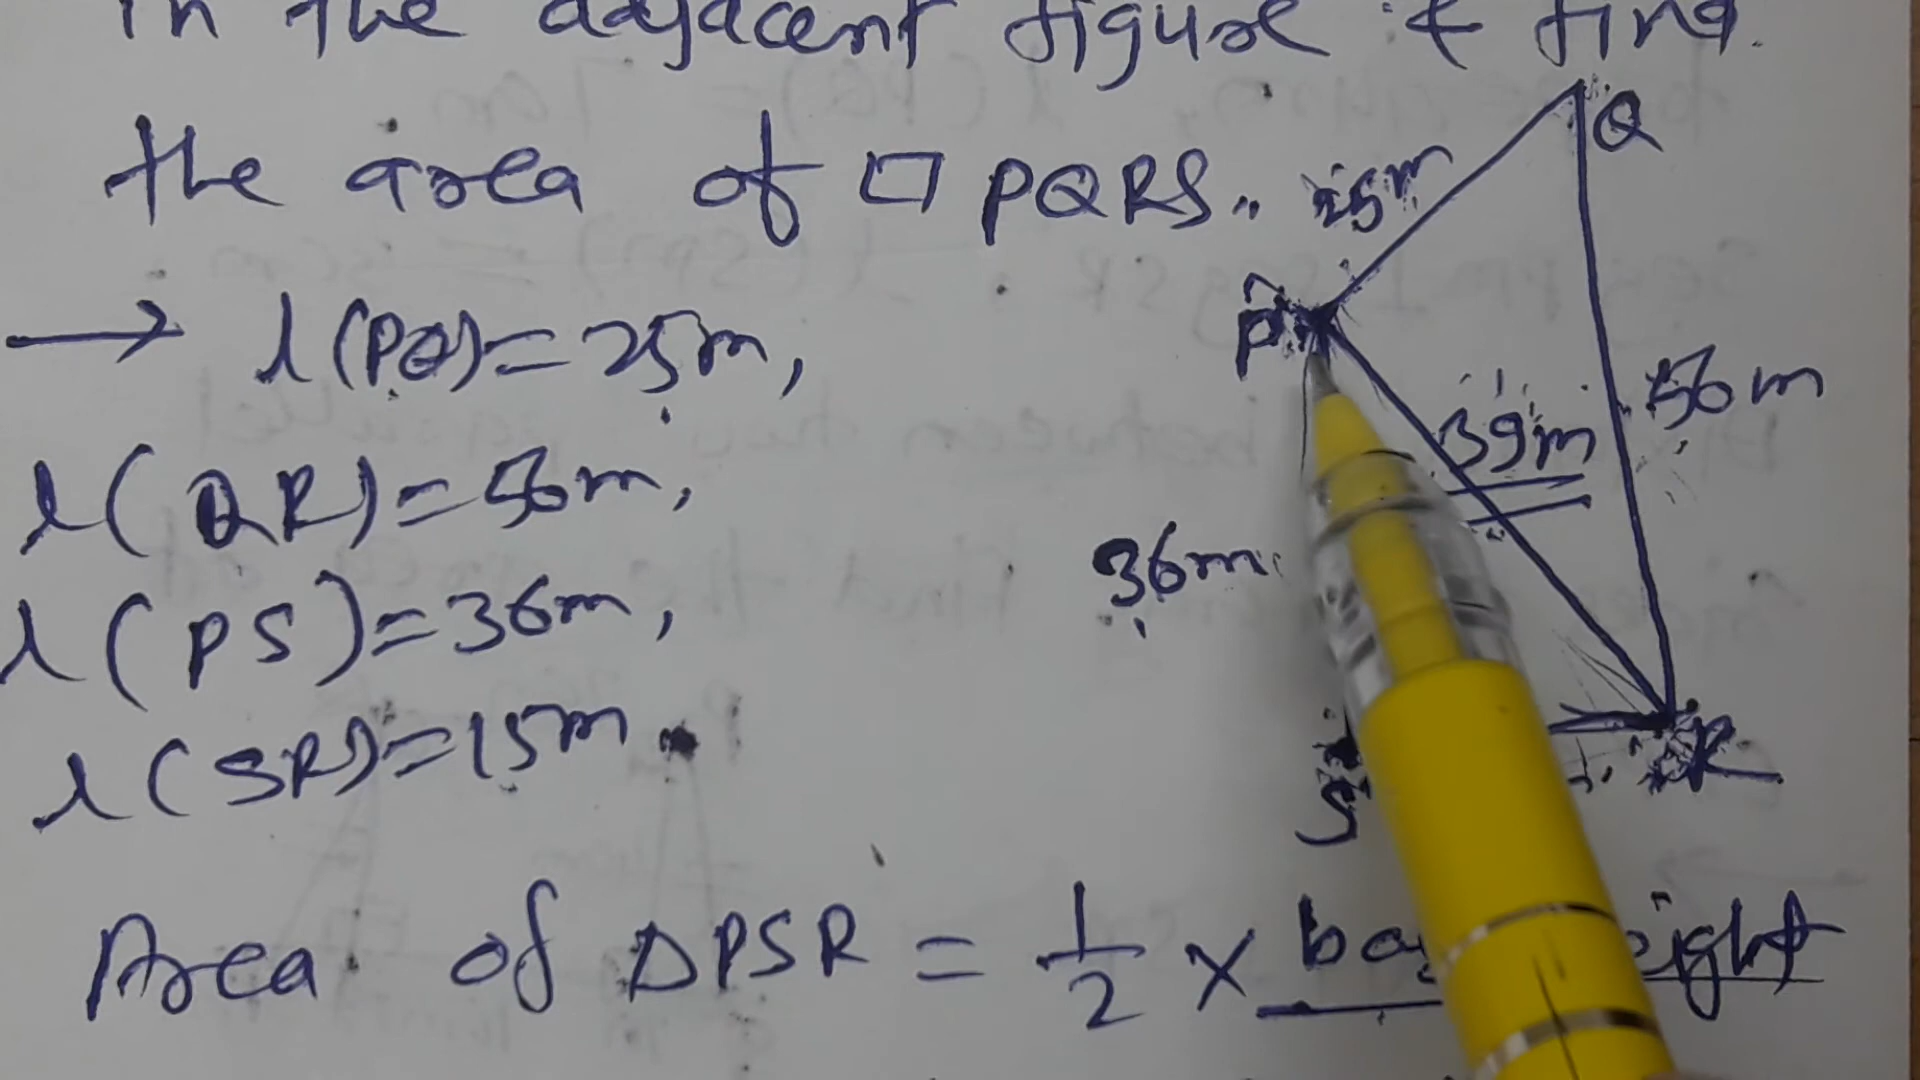 in the adjacent figure & find
the area of □ PQRS.
→ l(PQ)=25m,
l(QR)=56m,
l(PS)=36m,
l(SR)=15m.
Area of ΔPSR = 1/2 ×
Q
25m
P
56m
39m
36m
S
R